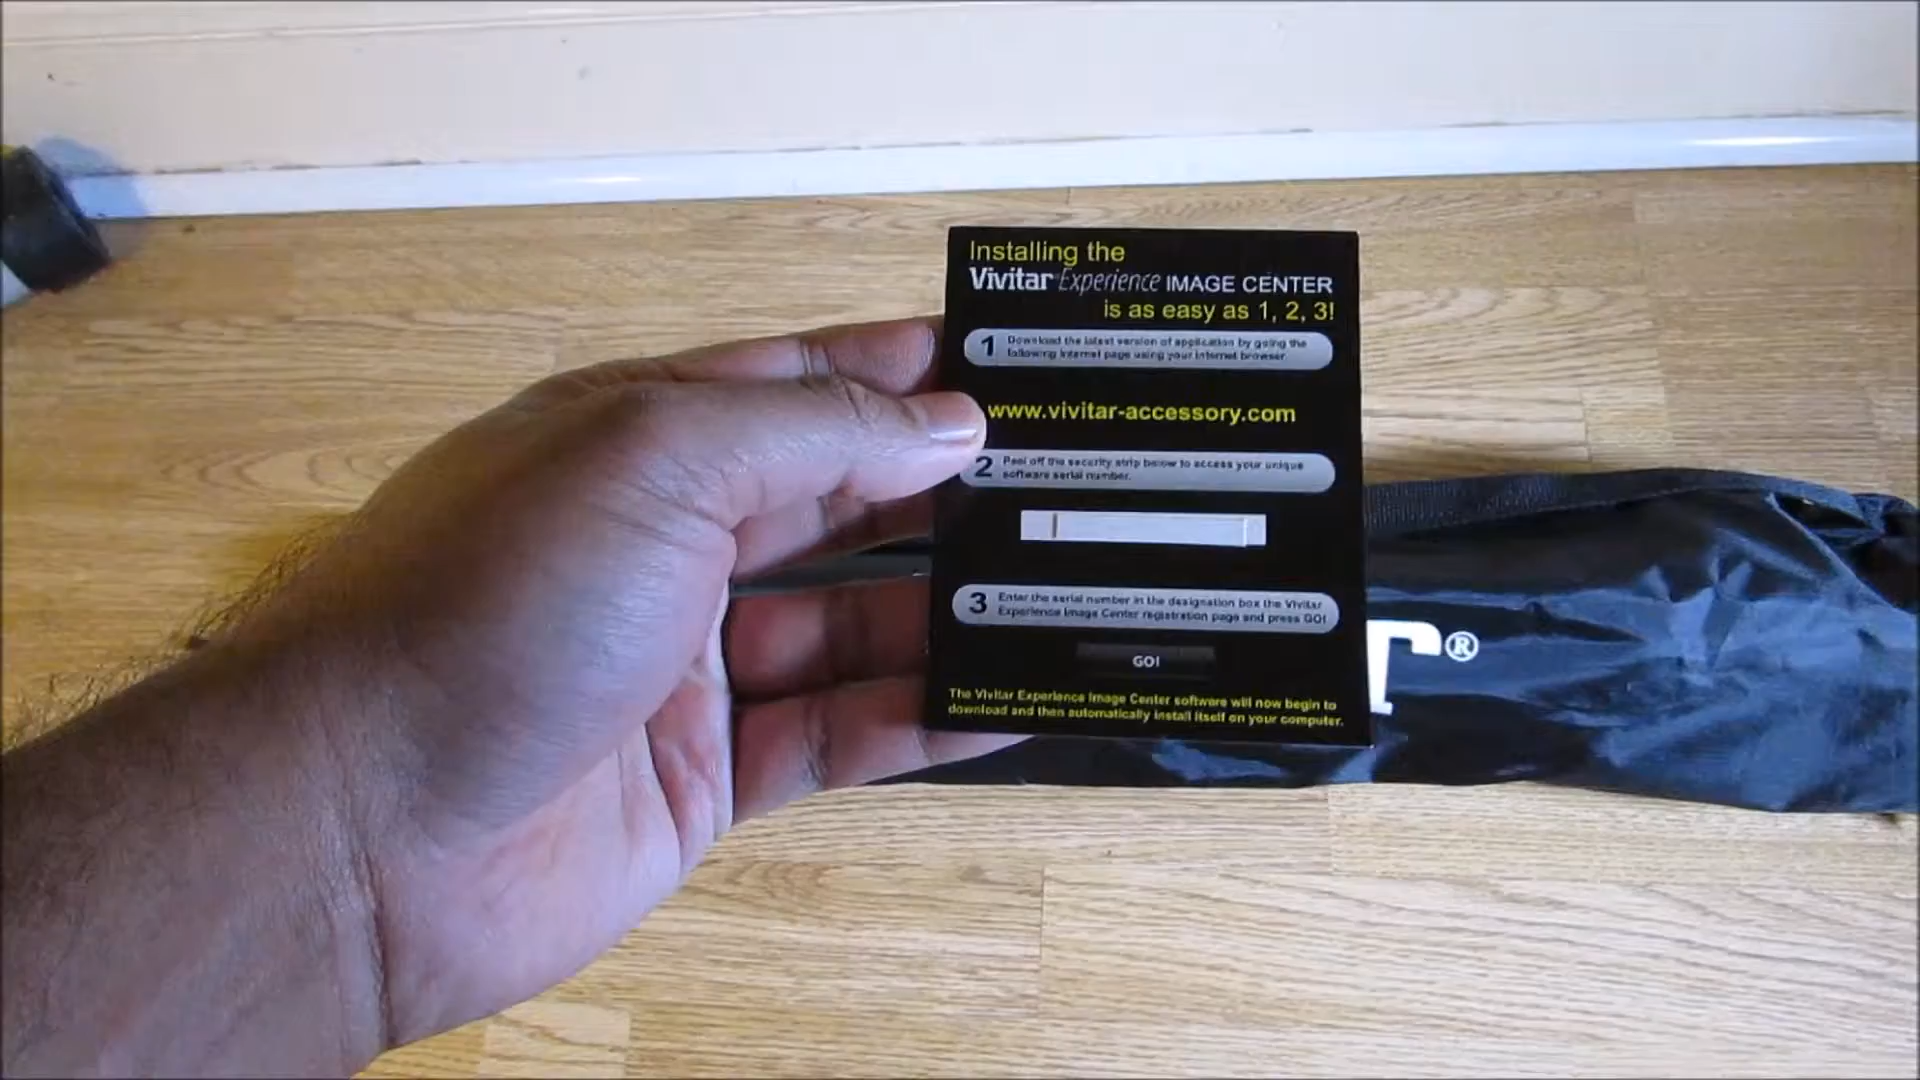 Installing the
Vivitar Experience IMAGE CENTER
is as easy as 1, 2, 3!
1 Download the latest version of application by going the
following internet page using your internet browser.
www.vivitar-accessory.com
2 Peel off the security strip below to access your unique
software serial number.
3 Enter the serial number in the designation box the Vivitar
Experience Image Center registration page and press GO!
GO!
The Vivitar Experience Image Center software will now begin to
download and then automatically install itself on your computer.
R®